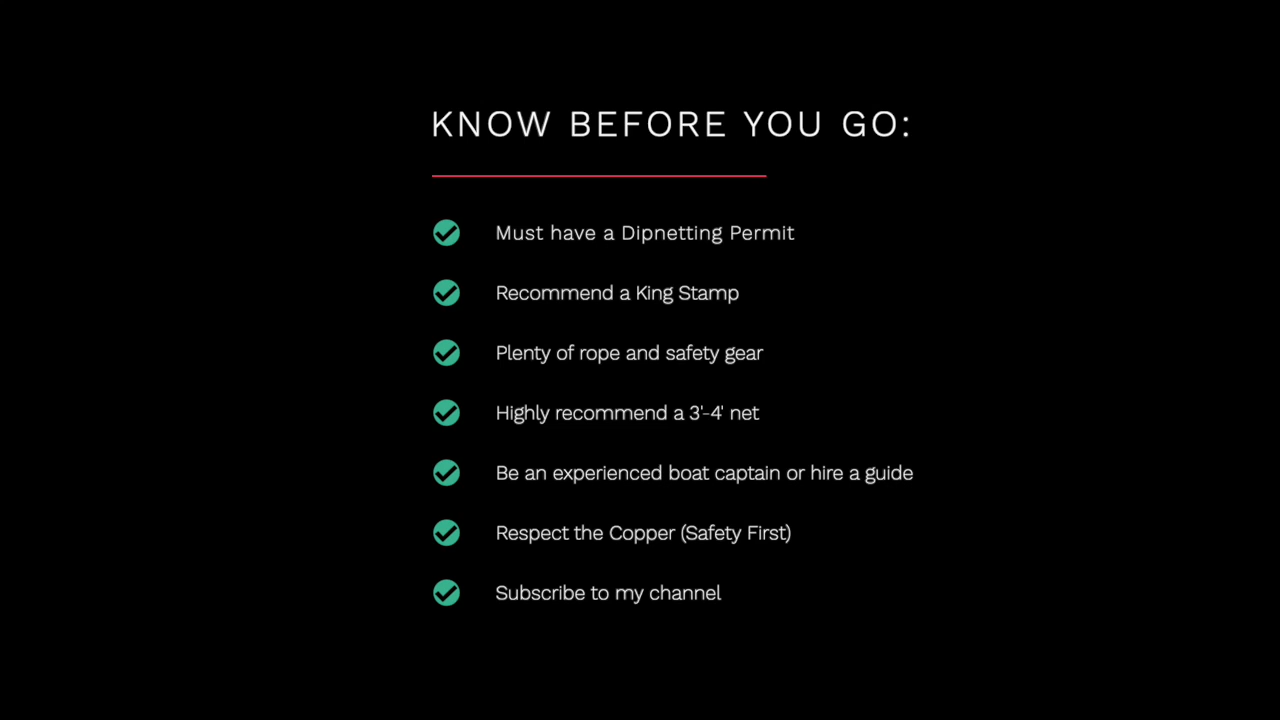 KNOW BEFORE YOU GO:
Must have a Dipnetting Permit
Recommend a King Stamp
Plenty of rope and safety gear
Highly recommend a 3'-4' net
Be an experienced boat captain or hire a guide
Respect the Copper (Safety First)
Subscribe to my channel